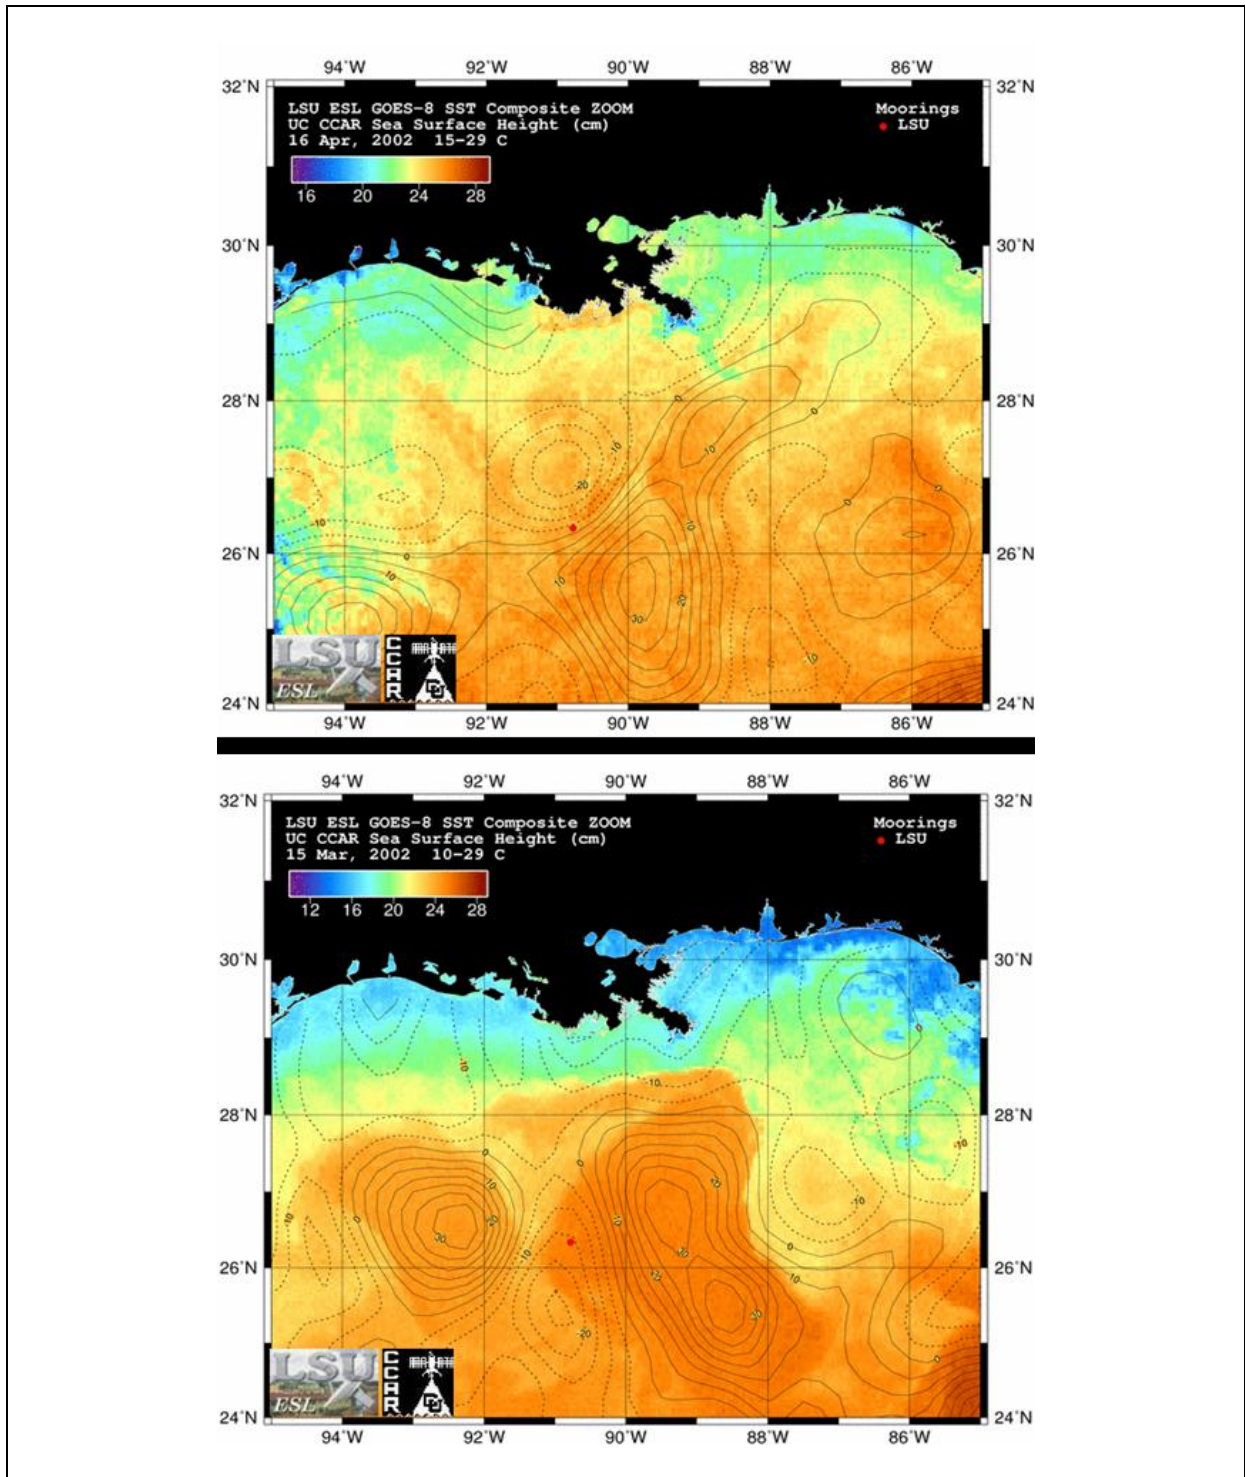 94°W 92°W 90°W 88°W 86°W
32°N 32°N
LSU ESL GOES-8 SST Composite ZOOM
UC CCAR Sea Surface Height (cm)
16 Apr, 2002 15-29 C
Moorings
LSU
16 20 24 28
30°N 30°N
28°N 28°N
26°N 26°N
24°N 24°N
LSU
ESL
CCAR
94°W 92°W 90°W 88°W 86°W
94°W 92°W 90°W 88°W 86°W
32°N 32°N
LSU ESL GOES-8 SST Composite ZOOM
UC CCAR Sea Surface Height (cm)
15 Mar, 2002 10-29 C
Moorings
LSU
12 16 20 24 28
30°N 30°N
28°N 28°N
26°N 26°N
24°N 24°N
LSU
ESL
CCAR
94°W 92°W 90°W 88°W 86°W